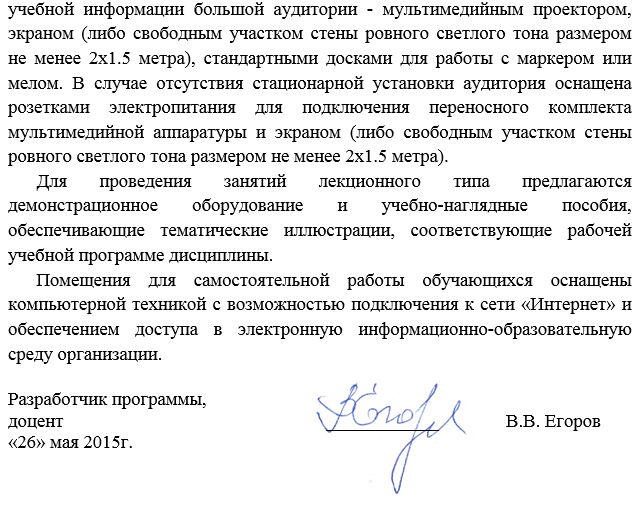 учебной информации большой аудитории - мультимедийным проектором,
экраном (либо свободным участком стены ровного светлого тона размером
не менее 2х1.5 метра), стандартными досками для работы с маркером или
мелом. В случае отсутствия стационарной установки аудитория оснащена
розетками электропитания для подключения переносного комплекта
мультимедийной аппаратуры и экраном (либо свободным участком стены
ровного светлого тона размером не менее 2х1.5 метра).
Для проведения занятий лекционного типа предлагаются
демонстрационное оборудование и учебно-наглядные пособия,
обеспечивающие тематические иллюстрации, соответствующие рабочей
учебной программе дисциплины.
Помещения для самостоятельной работы обучающихся оснащены
компьютерной техникой с возможностью подключения к сети «Интернет» и
обеспечением доступа в электронную информационно-образовательную
среду организации.
Разработчик программы,
доцент В.В. Егоров
«26» мая 2015г.